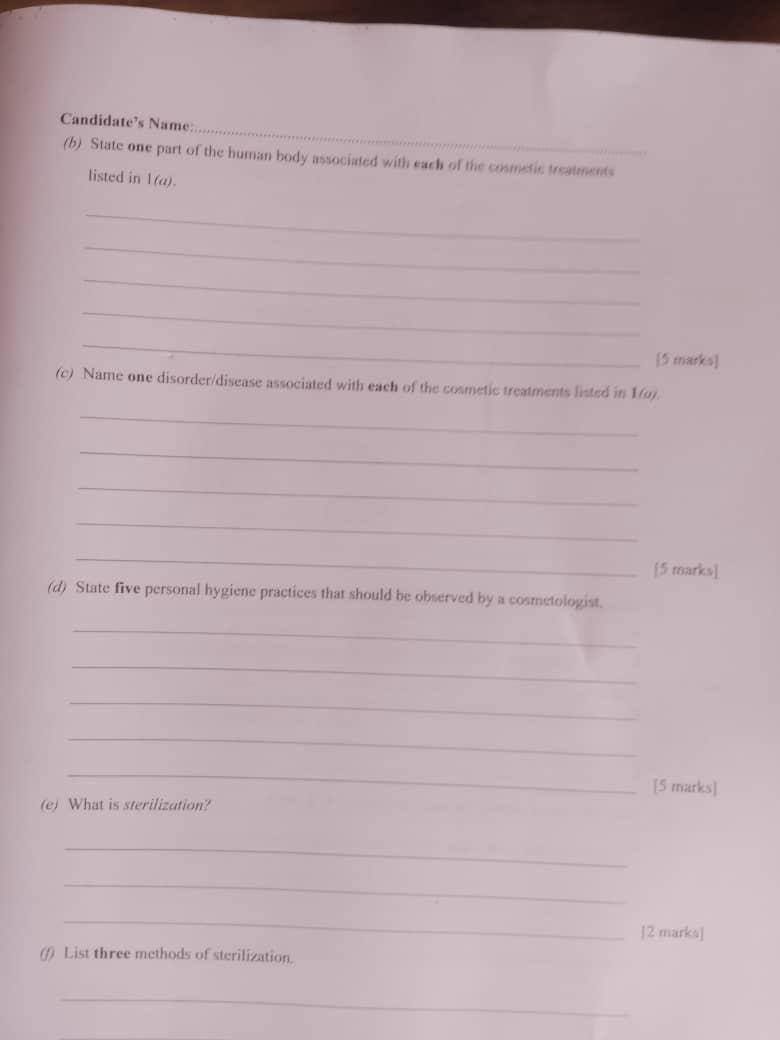 Candidate's Name:
(b) State one part of the human body associated with each of the cosmetic treatments
listed in 1(a).
[5 marks]
(c) Name one disorder/disease associated with each of the cosmetic treatments listed in 1(a).
[5 marks]
(d) State five personal hygiene practices that should be observed by a cosmetologist.
[5 marks]
(e) What is sterilization?
[2 marks]
(f) List three methods of sterilization.